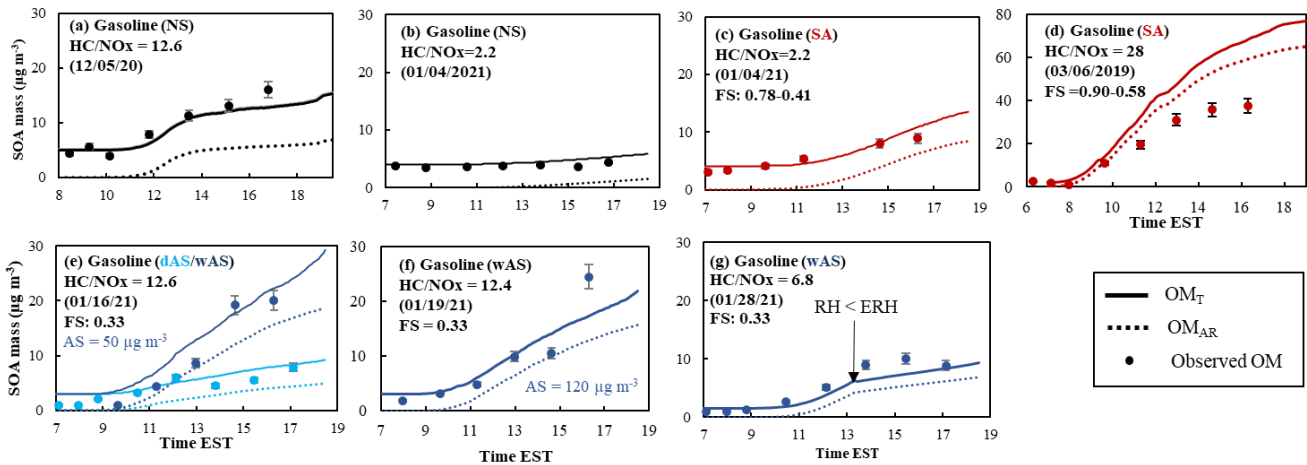 SOA mass (µg m-3)
30
20
10
0
(a) Gasoline (NS)
HC/NOx = 12.6
(12/05/20)
8 10 12 14 16 18
30
20
10
0
(b) Gasoline (NS)
HC/NOx=2.2
(01/04/2021)
7 9 11 13 15 17 19
30
20
10
0
(c) Gasoline (SA)
HC/NOx=2.2
(01/04/21)
FS: 0.78-0.41
7 9 11 13 15 17 19
Time EST
80
60
40
20
0
(d) Gasoline (SA)
HC/NOx = 28
(03/06/2019)
FS =0.90-0.58
6 8 10 12 14 16 18
Time EST
SOA mass (µg m-3)
30
20
10
0
(e) Gasoline (dAS/wAS)
HC/NOx = 12.6
(01/16/21)
FS: 0.33
AS = 50 µg m-3
7 9 11 13 15 17 19
Time EST
30
20
10
0
(f) Gasoline (wAS)
HC/NOx = 12.4
(01/19/21)
FS = 0.33
AS = 120 µg m-3
7 9 11 13 15 17 19
Time EST
30
20
10
0
(g) Gasoline (wAS)
HC/NOx = 6.8
(01/28/21)
FS: 0.33
RH < ERH
7 9 11 13 15 17 19
Time EST
OMT
OMAR
Observed OM